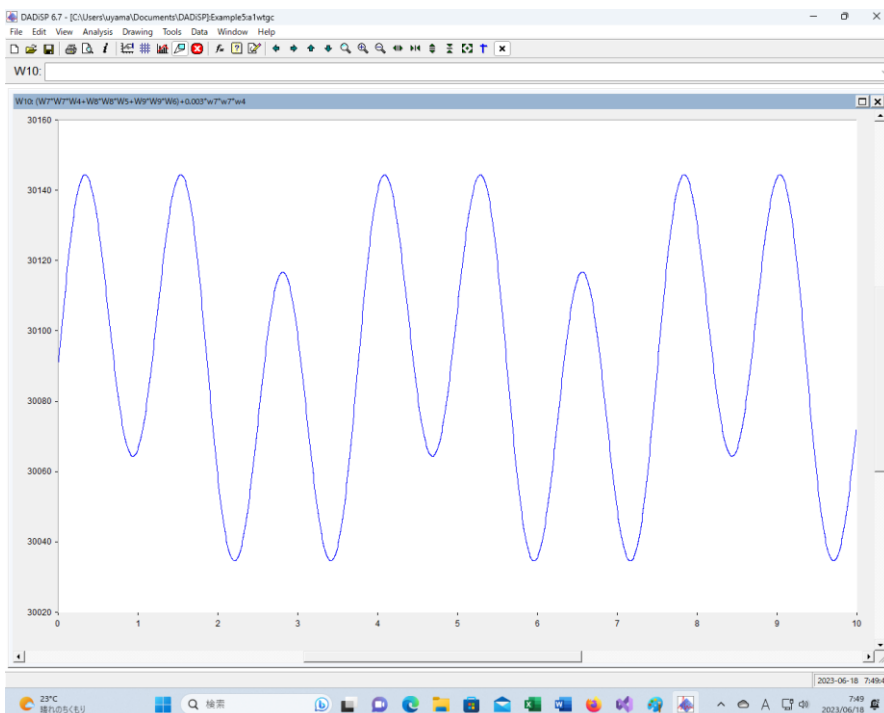 DADiSP 6.7 - [C:\Users\uyama\Documents\DADiSP]:Example5:a1wtgc
File Edit View Analysis Drawing Tools Data Window Help
W10:
W10: (W7*W7*W4+W8*W8*W5+W9*W9*W6)+0.003*w7*w7*w4
30160
30140
30120
30100
30080
30060
30040
30020
0 1 2 3 4 5 6 7 8 9 10
2023-06-18 7:49:4
23°C
晴れのちくもり
検索
A
7:49
2023/06/18